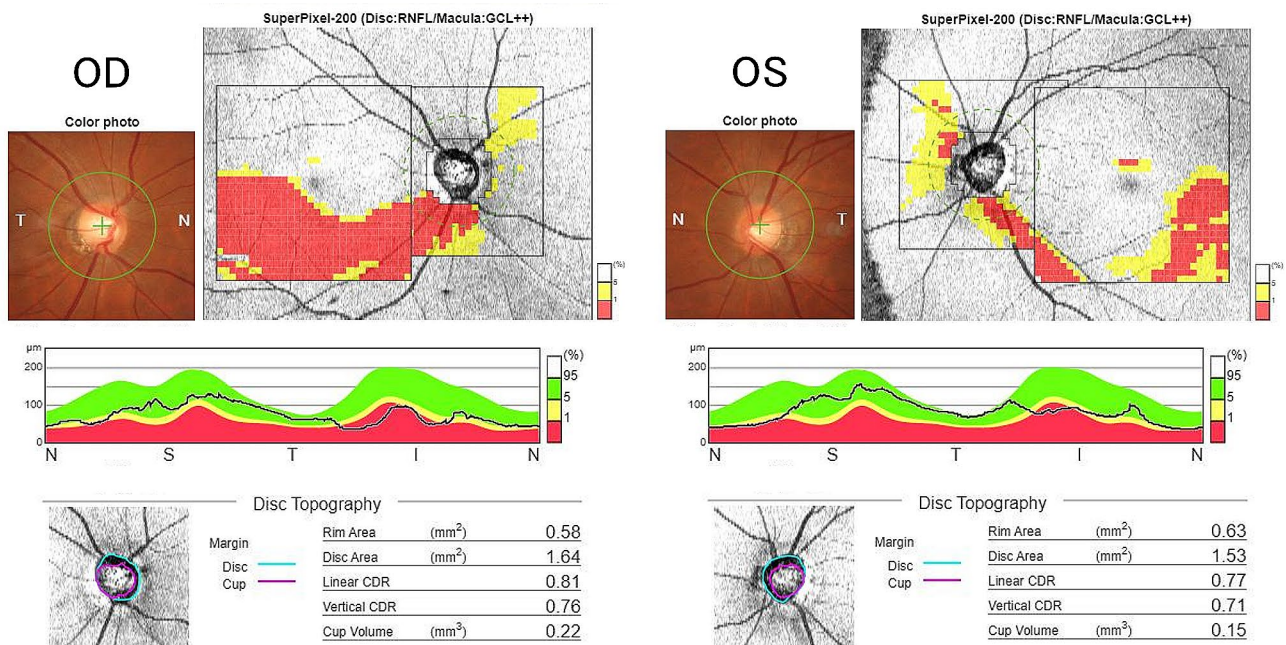 SuperPixel-200 (Disc:RNFL/Macula:GCL++)
OD
Color photo
T
N
(%)
5
1
µm
200
100
0
(%)
95
5
1
N S T I N
Disc Topography
Margin
Disc
Cup
Rim Area (mm²) 0.58
Disc Area (mm²) 1.64
Linear CDR 0.81
Vertical CDR 0.76
Cup Volume (mm³) 0.22
SuperPixel-200 (Disc:RNFL/Macula:GCL++)
OS
Color photo
N
T
(%)
5
1
µm
200
100
0
(%)
95
5
1
N S T I N
Disc Topography
Margin
Disc
Cup
Rim Area (mm²) 0.63
Disc Area (mm²) 1.53
Linear CDR 0.77
Vertical CDR 0.71
Cup Volume (mm³) 0.15